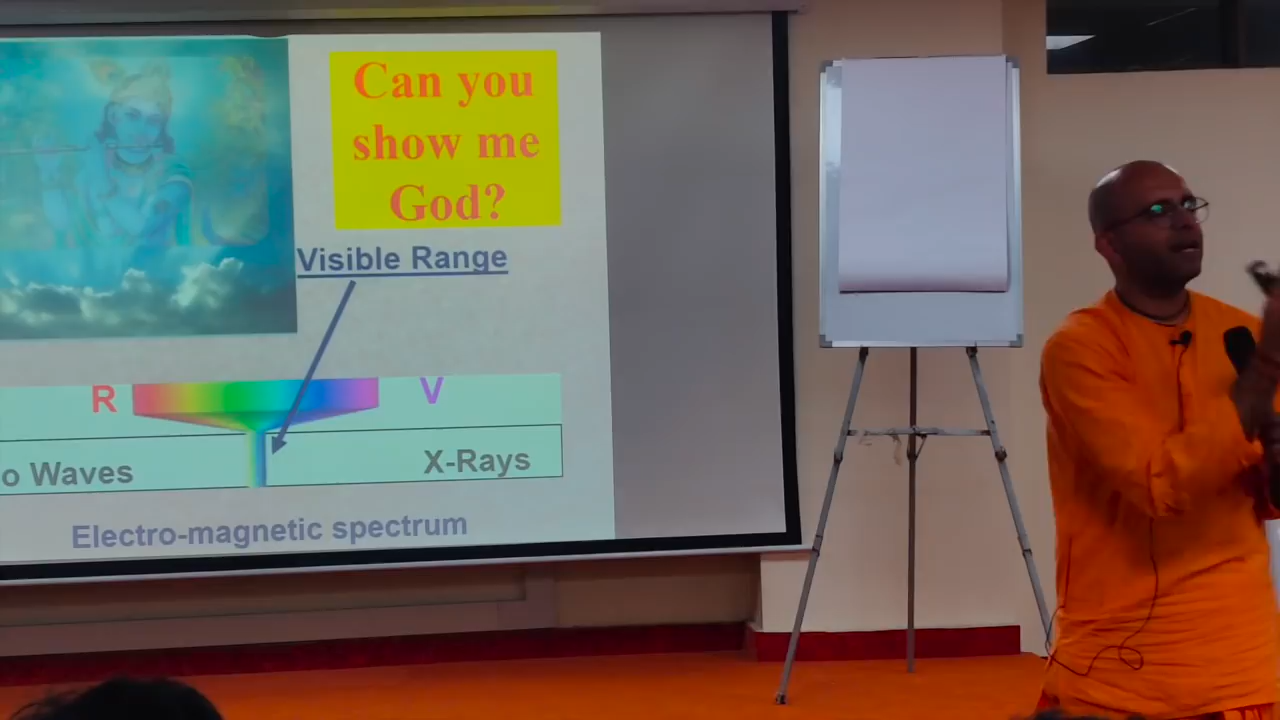 Can you
show me
God?
Visible Range
R
V
o Waves
X-Rays
Electro-magnetic spectrum